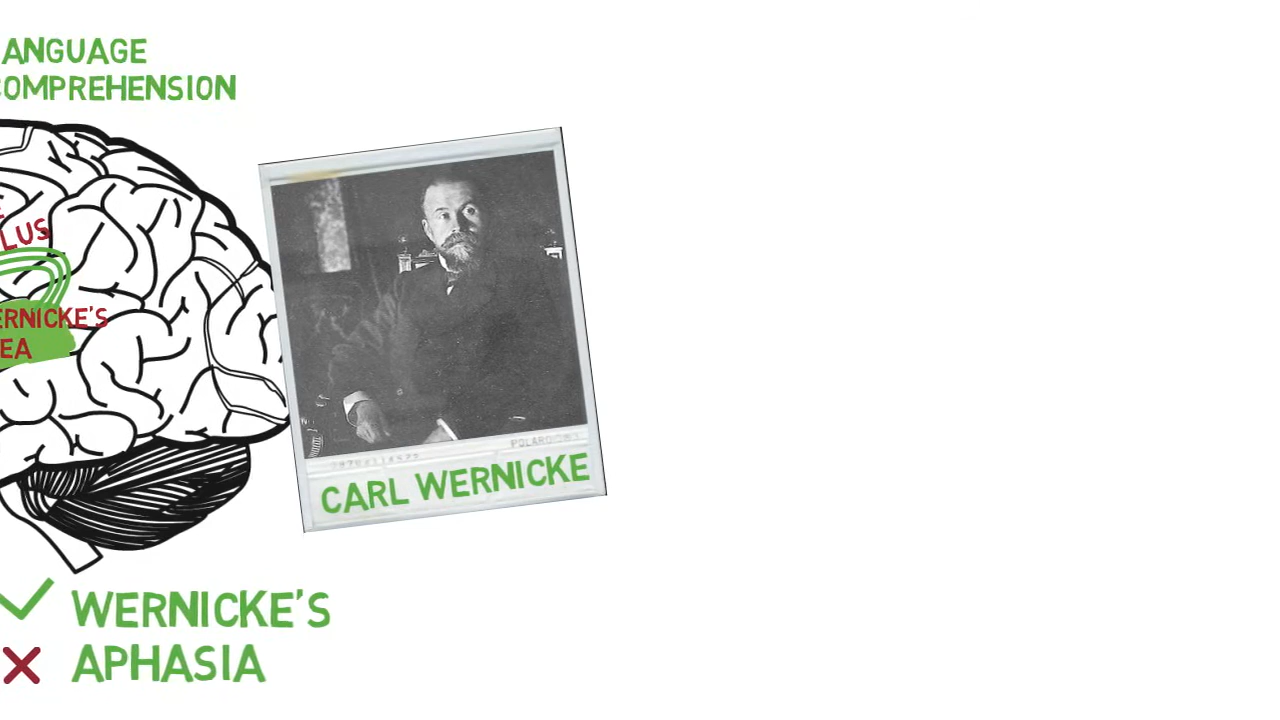 ANGUAGE
COMPREHENSION
LUS
ERNICKE'S
EA
CARL WERNICKE
WERNICKE'S
APHASIA